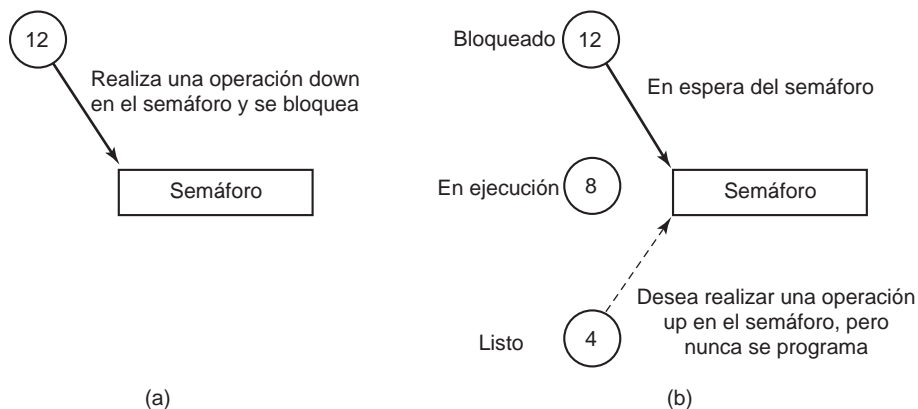 12
Realiza una operación down
en el semáforo y se bloquea
Semáforo
(a)
Bloqueado
12
En espera del semáforo
En ejecución
8
Semáforo
Desea realizar una operación
up en el semáforo, pero
nunca se programa
Listo
4
(b)